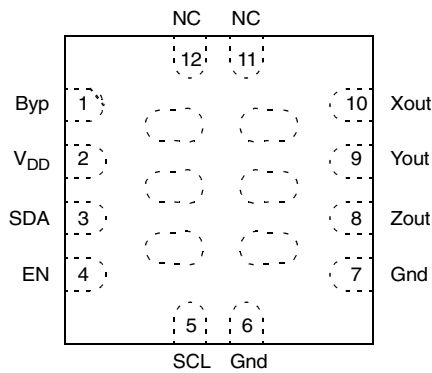 NC NC
12 11
Byp 1 10 Xout
VDD 2 9 Yout
SDA 3 8 Zout
EN 4 7 Gnd
5 6
SCL Gnd